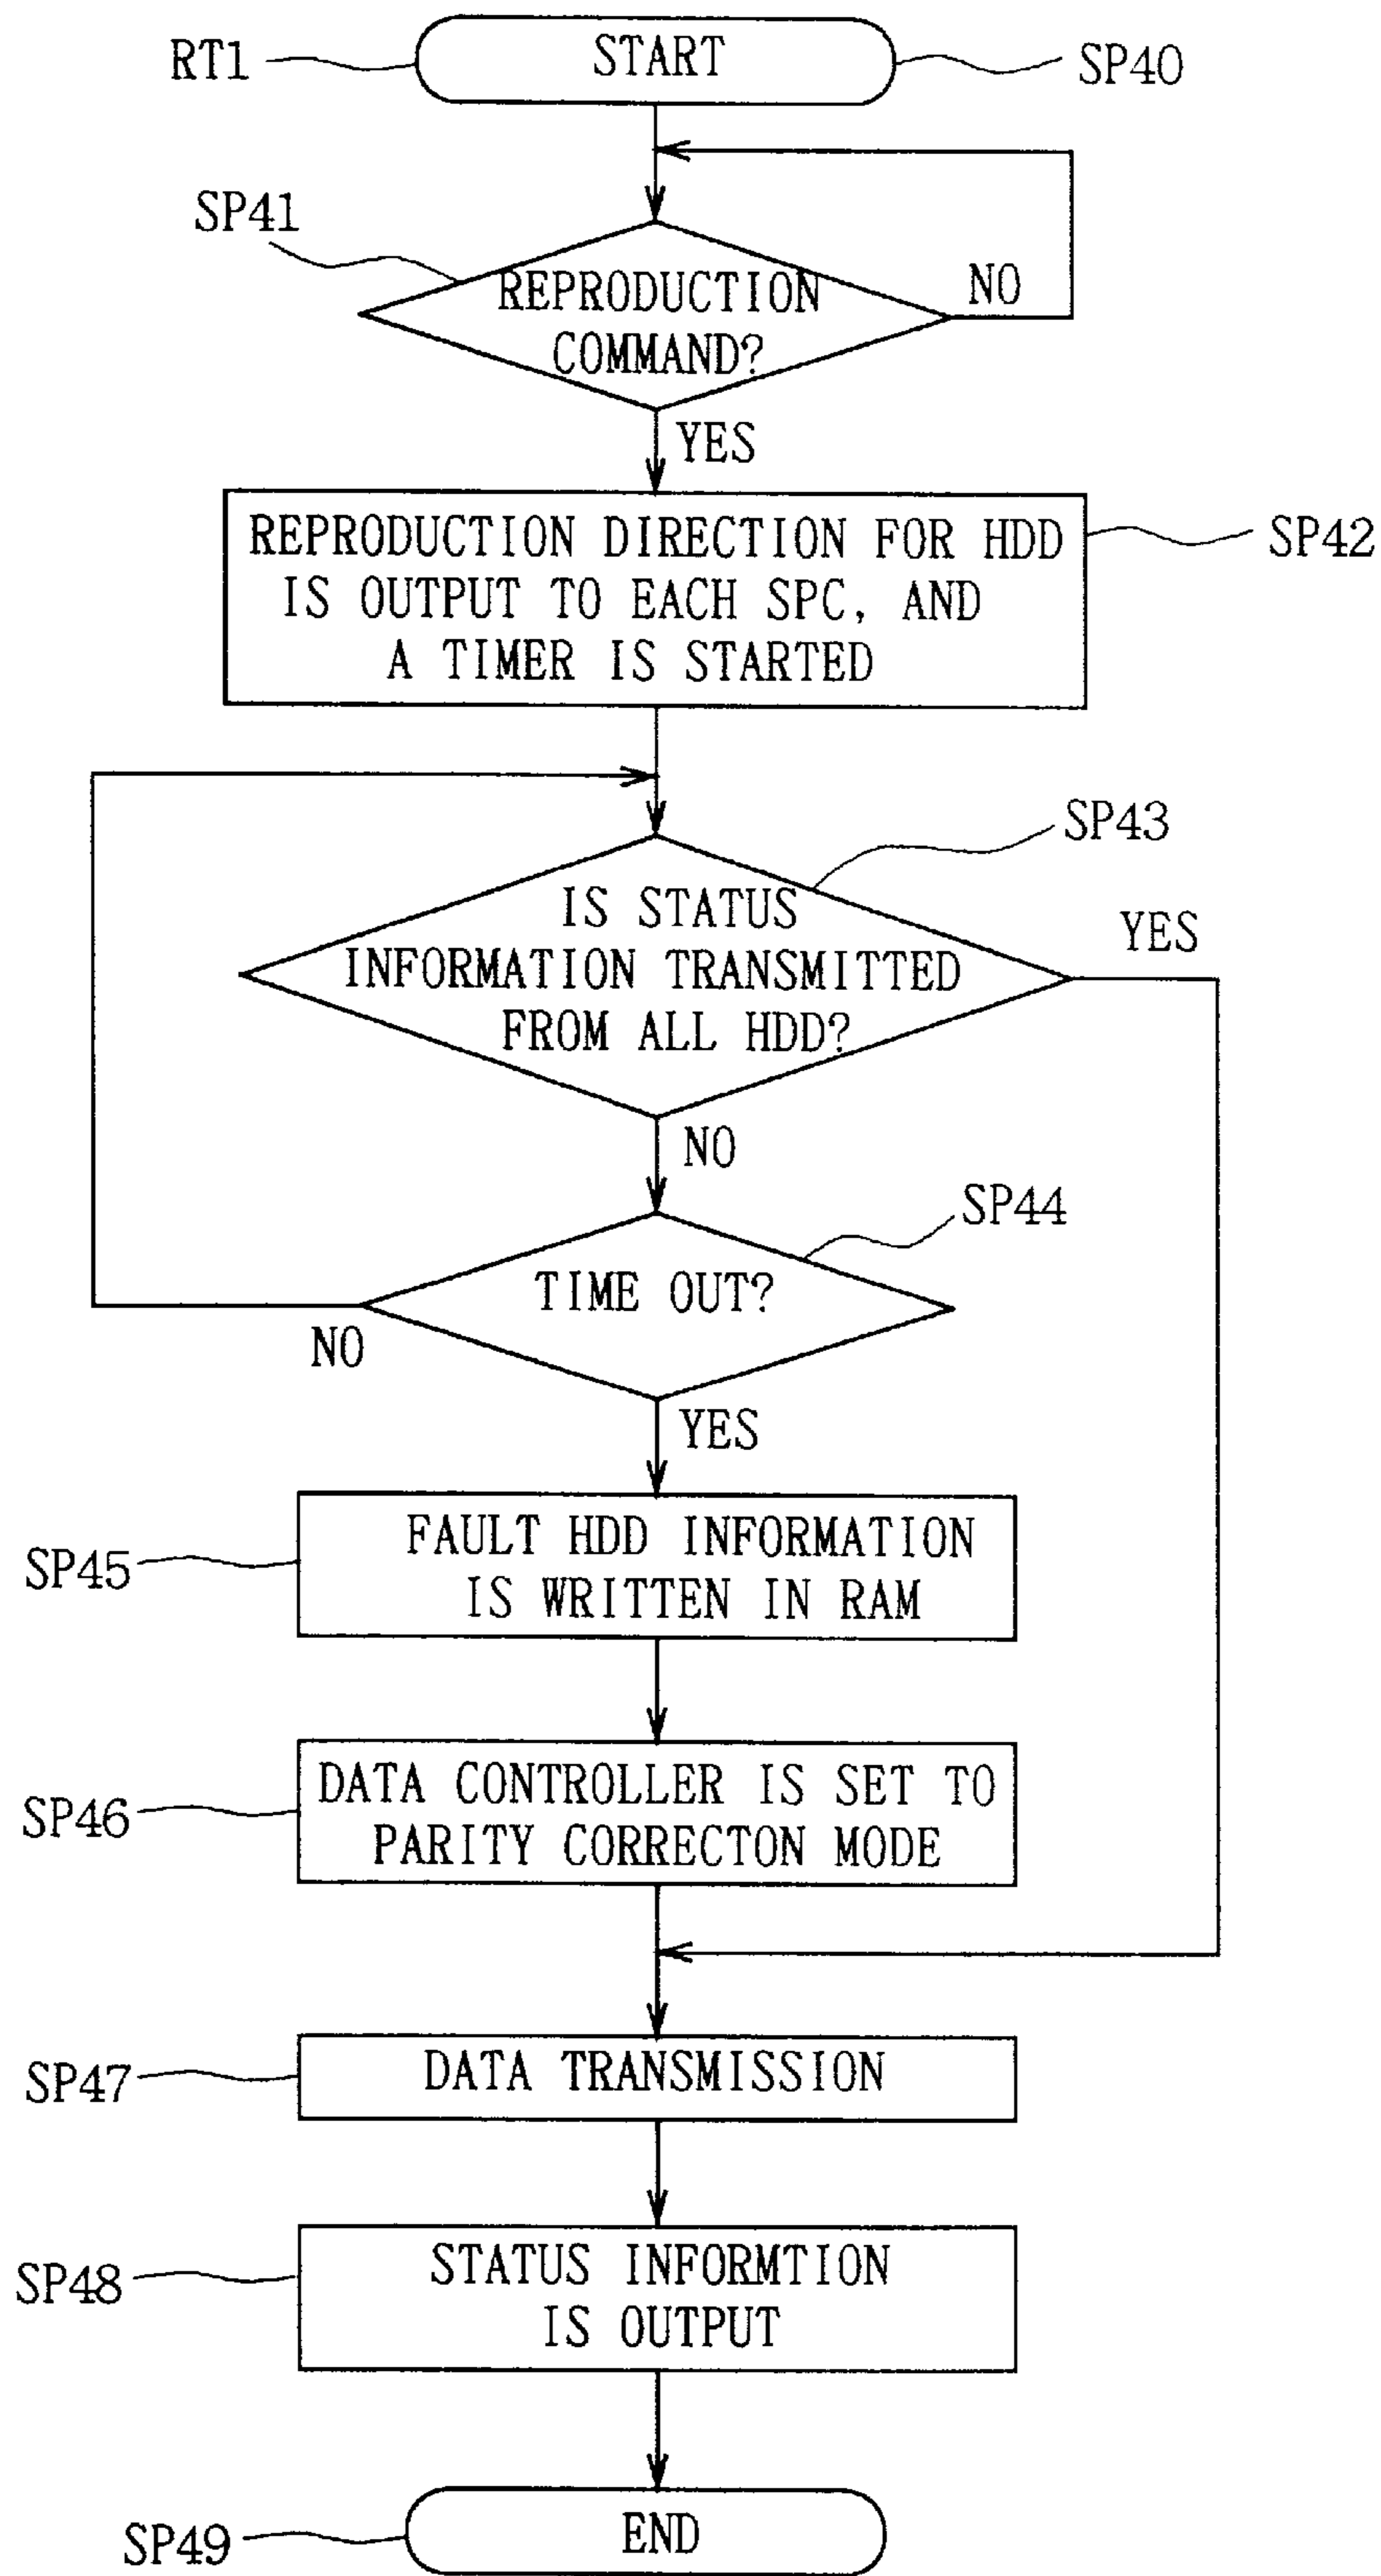 RT1
START
SP40
SP41
REPRODUCTION
COMMAND?
NO
YES
REPRODUCTION DIRECTION FOR HDD
IS OUTPUT TO EACH SPC, AND
A TIMER IS STARTED
SP42
SP43
IS STATUS
INFORMATION TRANSMITTED
FROM ALL HDD?
YES
NO
SP44
TIME OUT?
NO
YES
SP45
FAULT HDD INFORMATION
IS WRITTEN IN RAM
SP46
DATA CONTROLLER IS SET TO
PARITY CORRECTON MODE
SP47
DATA TRANSMISSION
SP48
STATUS INFORMTION
IS OUTPUT
SP49
END